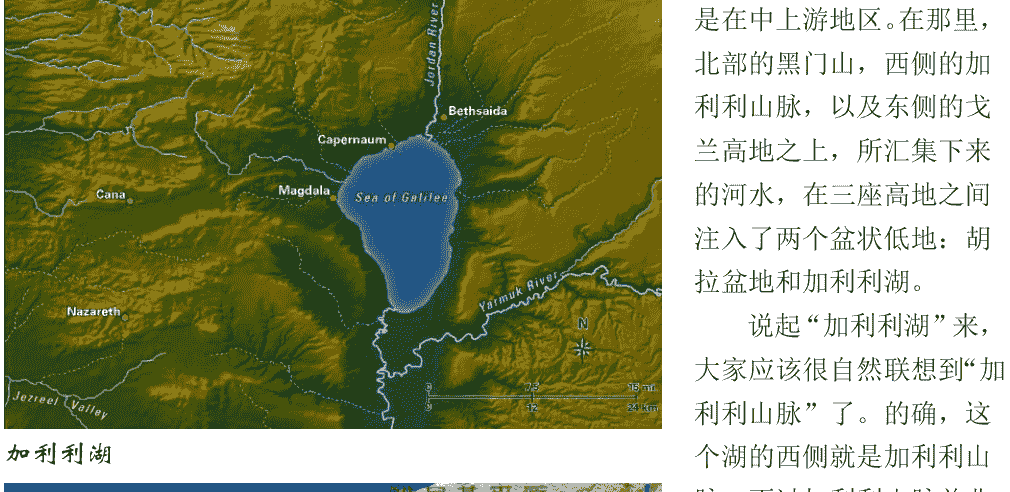 Jordan River
Bethsaida
Capernaum
Cana
Magdala
Sea of Galilee
Yarmuk River
Nazareth
N
0 7.5 15 mi
0 12 24 km
Jezreel Valley
加利利湖
是在中上游地区。在那里，
北部的黑门山，西侧的加
利利山脉，以及东侧的戈
兰高地之上，所汇集下来
的河水，在三座高地之间
注入了两个盆状低地：胡
拉盆地和加利利湖。
说起“加利利湖”来，
大家应该很自然联想到“加
利利山脉”了。的确，这
个湖的西侧就是加利利山